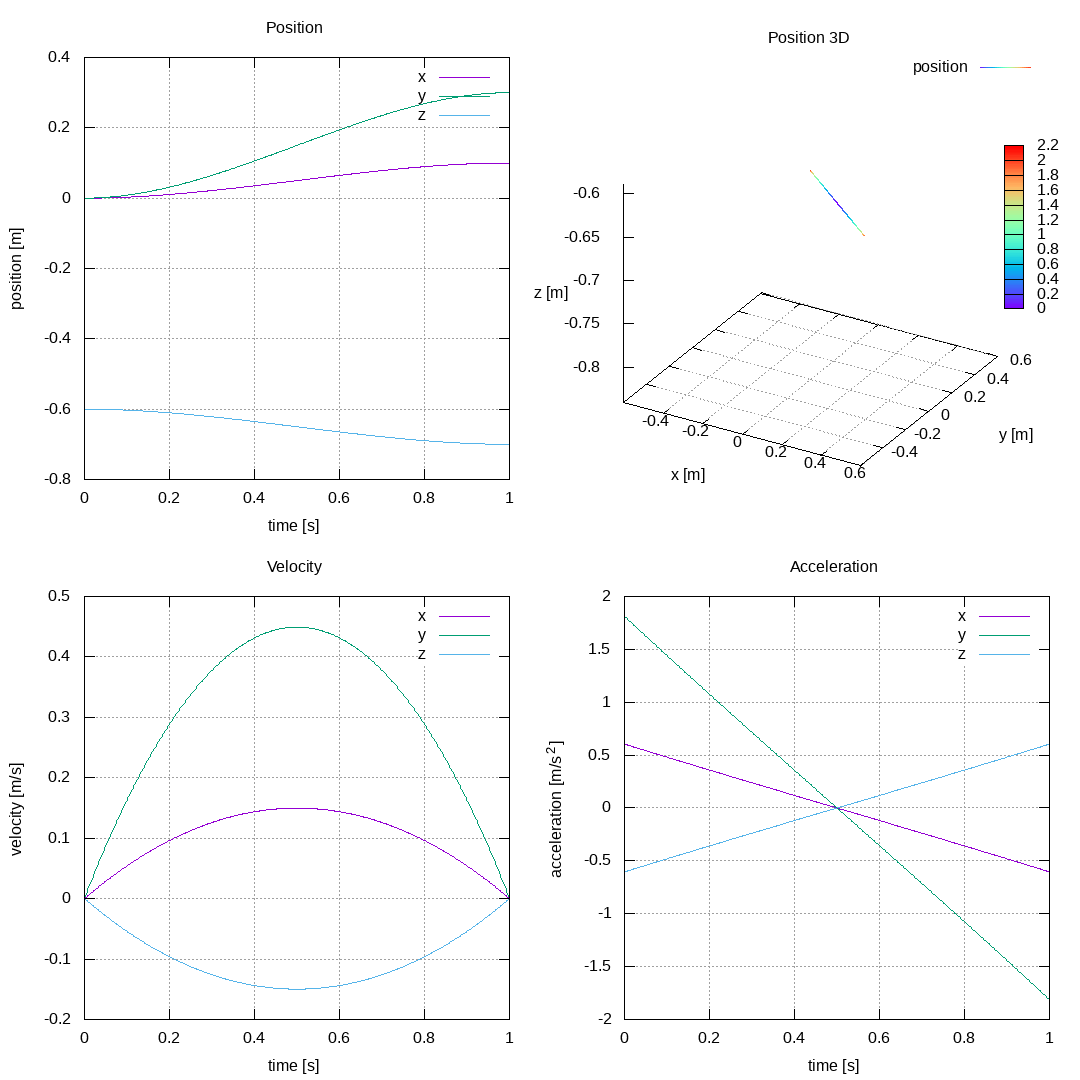 Position
0.4
0.2
0
-0.2
-0.4
-0.6
-0.8
position [m]
x
y
z
0 0.2 0.4 0.6 0.8 1
time [s]
Position 3D
position
2.2
2
1.8
1.6
1.4
1.2
1
0.8
0.6
0.4
0.2
0
-0.6
-0.65
-0.7
-0.75
-0.8
z [m]
-0.4 -0.2 0 0.2 0.4 0.6
x [m]
0.6
0.4
0.2
0
-0.2
-0.4
y [m]
Velocity
0.5
0.4
0.3
0.2
0.1
0
-0.1
-0.2
velocity [m/s]
x
y
z
0 0.2 0.4 0.6 0.8 1
time [s]
Acceleration
2
1.5
1
0.5
0
-0.5
-1
-1.5
-2
acceleration [m/s²]
x
y
z
0 0.2 0.4 0.6 0.8 1
time [s]